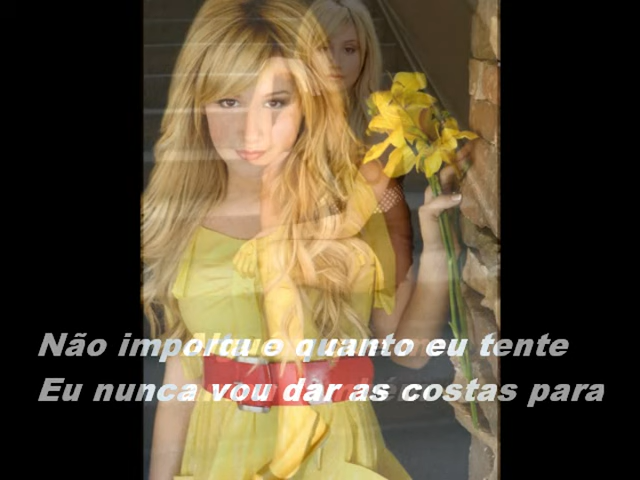 Não importa o quanto eu tente
Eu nunca vou dar as costas para